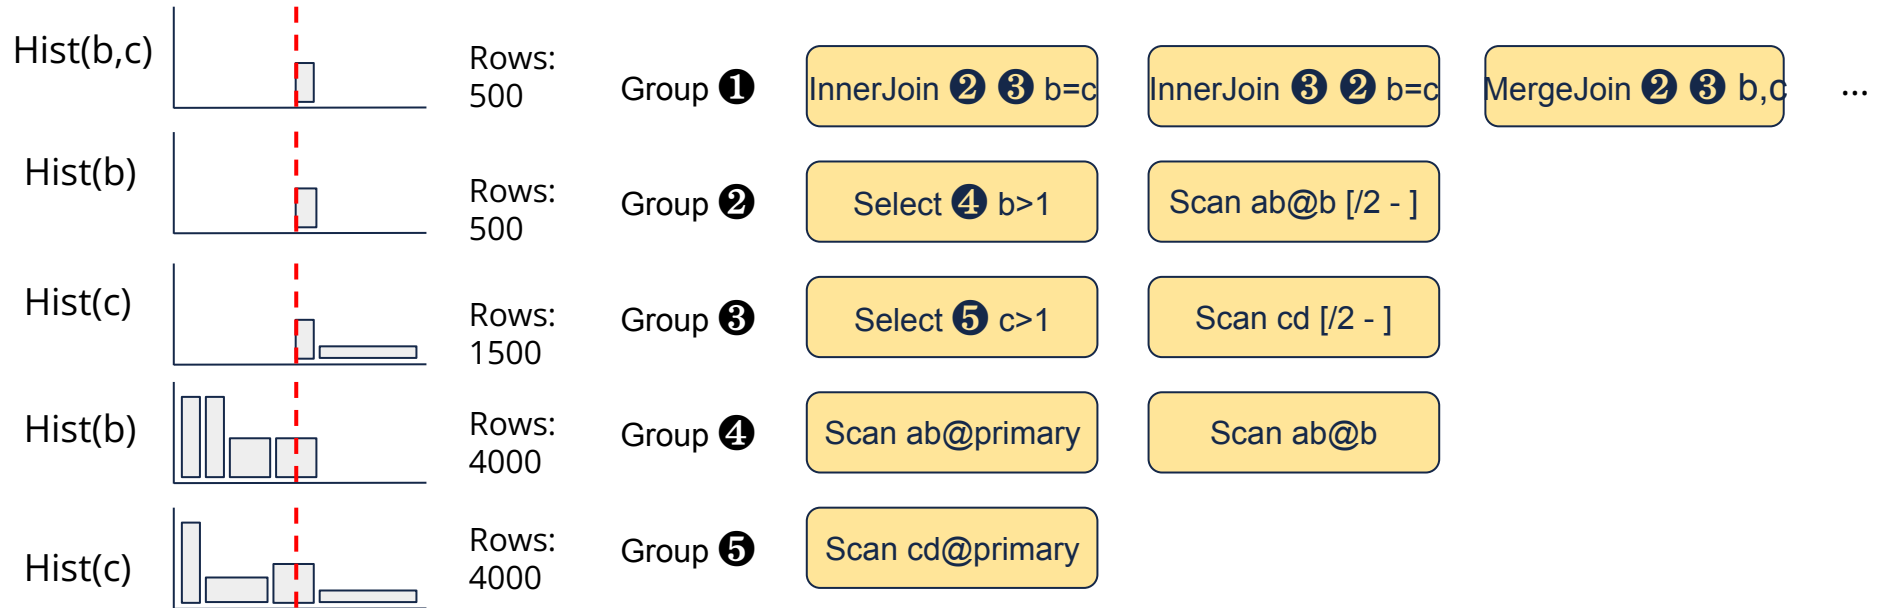 Hist(b,c)
Rows:
500
Group ❶
InnerJoin ❷ ❸ b=c
InnerJoin ❸ ❷ b=c
MergeJoin ❷ ❸ b,c
...
Hist(b)
Rows:
500
Group ❷
Select ❹ b>1
Scan ab@b [/2 - ]
Hist(c)
Rows:
1500
Group ❸
Select ❺ c>1
Scan cd [/2 - ]
Hist(b)
Rows:
4000
Group ❹
Scan ab@primary
Scan ab@b
Hist(c)
Rows:
4000
Group ❺
Scan cd@primary